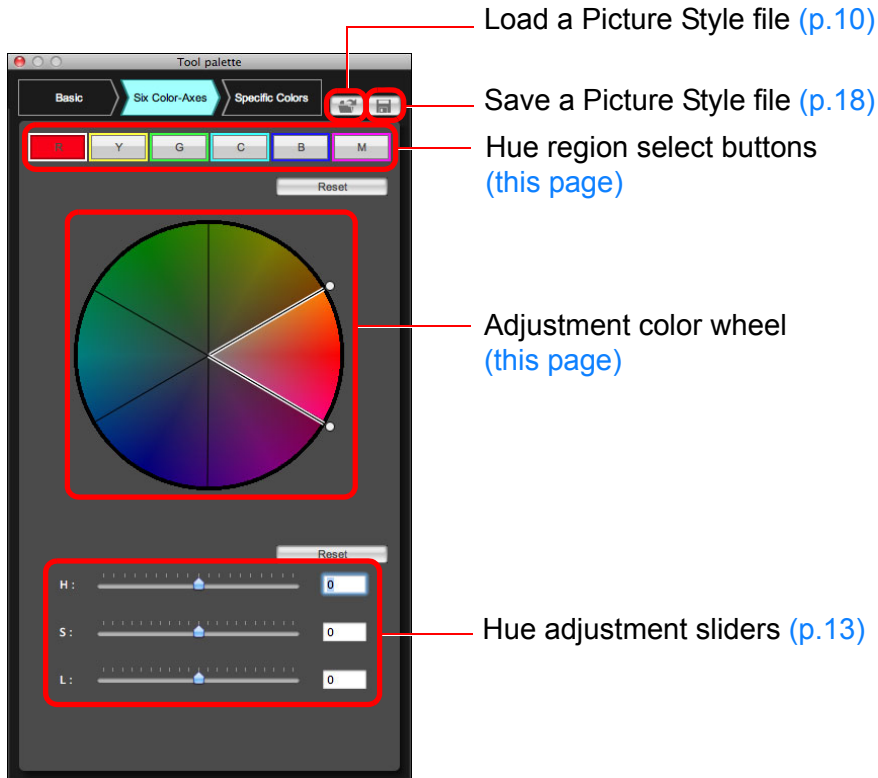 Load a Picture Style file (p.10)
Tool palette
Basic
Six Color-Axes
Specific Colors
Save a Picture Style file (p.18)
R
Y
G
C
B
M
Hue region select buttons
(this page)
Reset
Adjustment color wheel
(this page)
Reset
H :
0
S :
0
Hue adjustment sliders (p.13)
L :
0